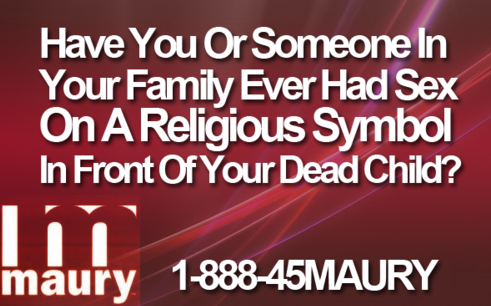 Have You Or Someone In
Your Family Ever Had Sex
On A Religious Symbol
In Front Of Your Dead Child?
m
maury
1-888-45MAURY